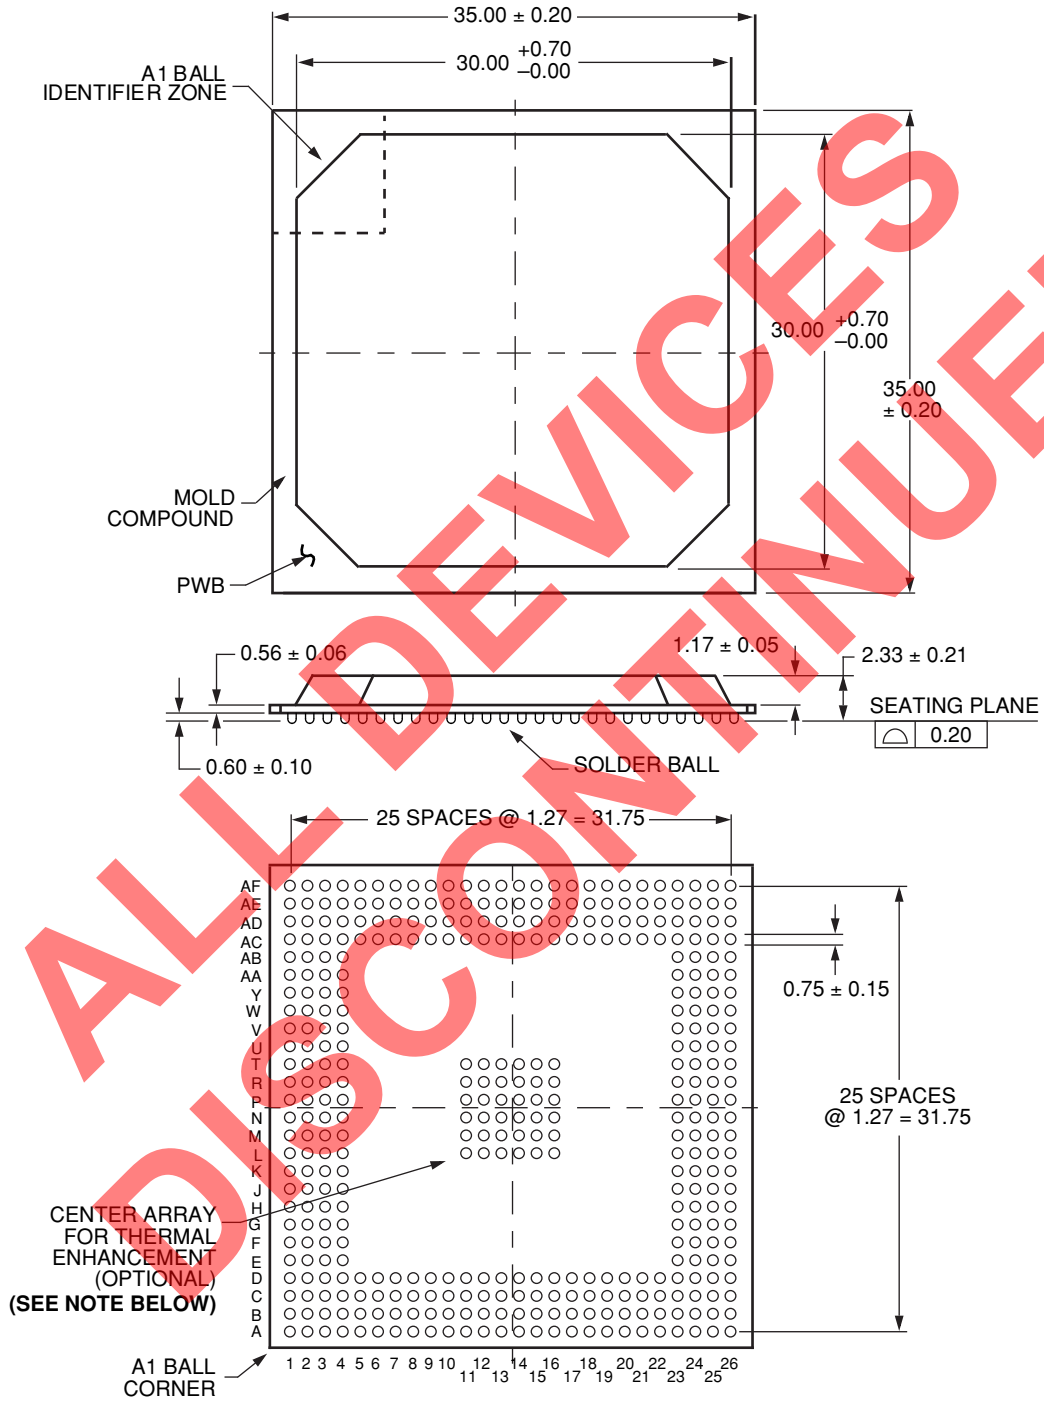 35.00 ± 0.20
30.00 +0.70
–0.00
A1 BALL
IDENTIFIER ZONE
30.00 +0.70
–0.00
35.00
± 0.20
MOLD
COMPOUND
PWB
0.56 ± 0.06
1.17 ± 0.05
2.33 ± 0.21
SEATING PLANE
0.20
0.60 ± 0.10
SOLDER BALL
25 SPACES @ 1.27 = 31.75
AF
AE
AD
AC
AB
AA
Y
W
V
U
T
R
P
N
M
L
K
J
H
G
F
E
D
C
B
A
0.75 ± 0.15
25 SPACES
@ 1.27 = 31.75
CENTER ARRAY
FOR THERMAL
ENHANCEMENT
(OPTIONAL)
(SEE NOTE BELOW)
1 2 3 4 5 6 7 8 9 10 12 14 16 18 20 22 24 26
11 13 15 17 19 21 23 25
A1 BALL
CORNER
ALL DEVICES
DISCONTINUE